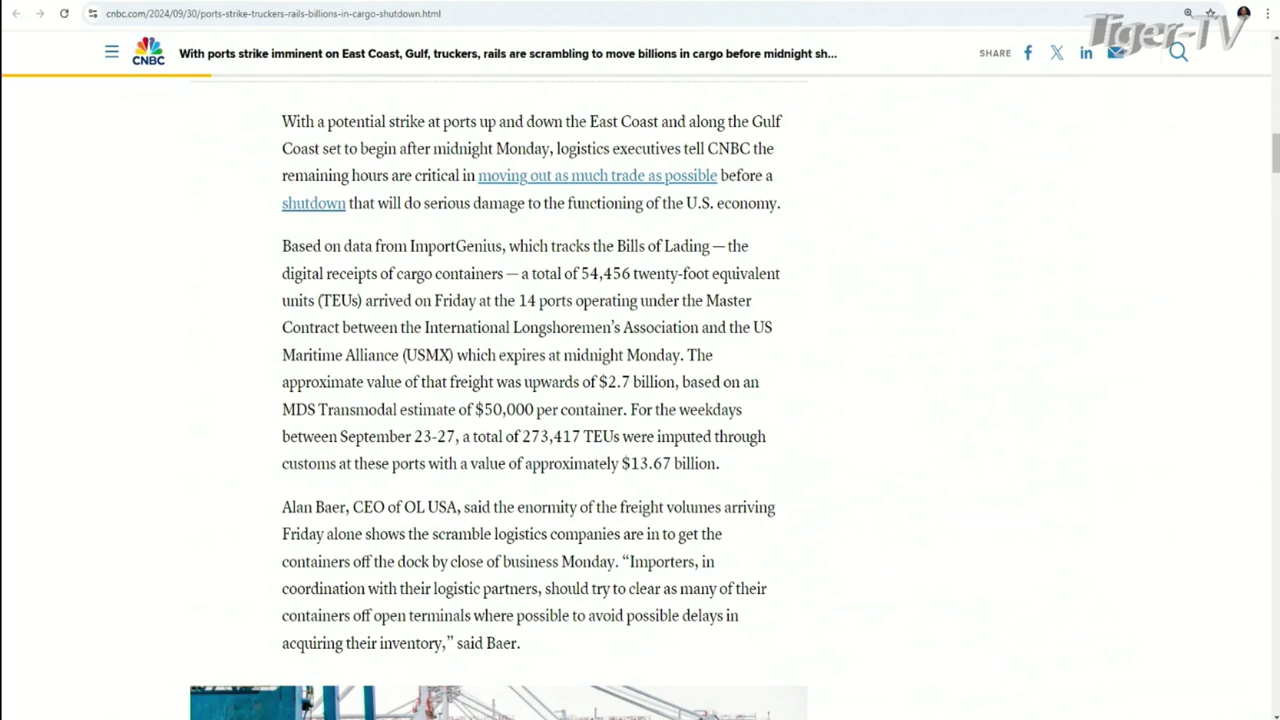 cnbc.com/2024/09/30/ports-strike-truckers-rails-billions-in-cargo-shutdown.html
Tiger-TV
CNBC
With ports strike imminent on East Coast, Gulf, truckers, rails are scrambling to move billions in cargo before midnight sh...
SHARE
With a potential strike at ports up and down the East Coast and along the Gulf
Coast set to begin after midnight Monday, logistics executives tell CNBC the
remaining hours are critical in moving out as much trade as possible before a
shutdown that will do serious damage to the functioning of the U.S. economy.
Based on data from ImportGenius, which tracks the Bills of Lading — the
digital receipts of cargo containers — a total of 54,456 twenty-foot equivalent
units (TEUs) arrived on Friday at the 14 ports operating under the Master
Contract between the International Longshoremen’s Association and the US
Maritime Alliance (USMX) which expires at midnight Monday. The
approximate value of that freight was upwards of $2.7 billion, based on an
MDS Transmodal estimate of $50,000 per container. For the weekdays
between September 23-27, a total of 273,417 TEUs were imputed through
customs at these ports with a value of approximately $13.67 billion.
Alan Baer, CEO of OL USA, said the enormity of the freight volumes arriving
Friday alone shows the scramble logistics companies are in to get the
containers off the dock by close of business Monday. “Importers, in
coordination with their logistic partners, should try to clear as many of their
containers off open terminals where possible to avoid possible delays in
acquiring their inventory,” said Baer.